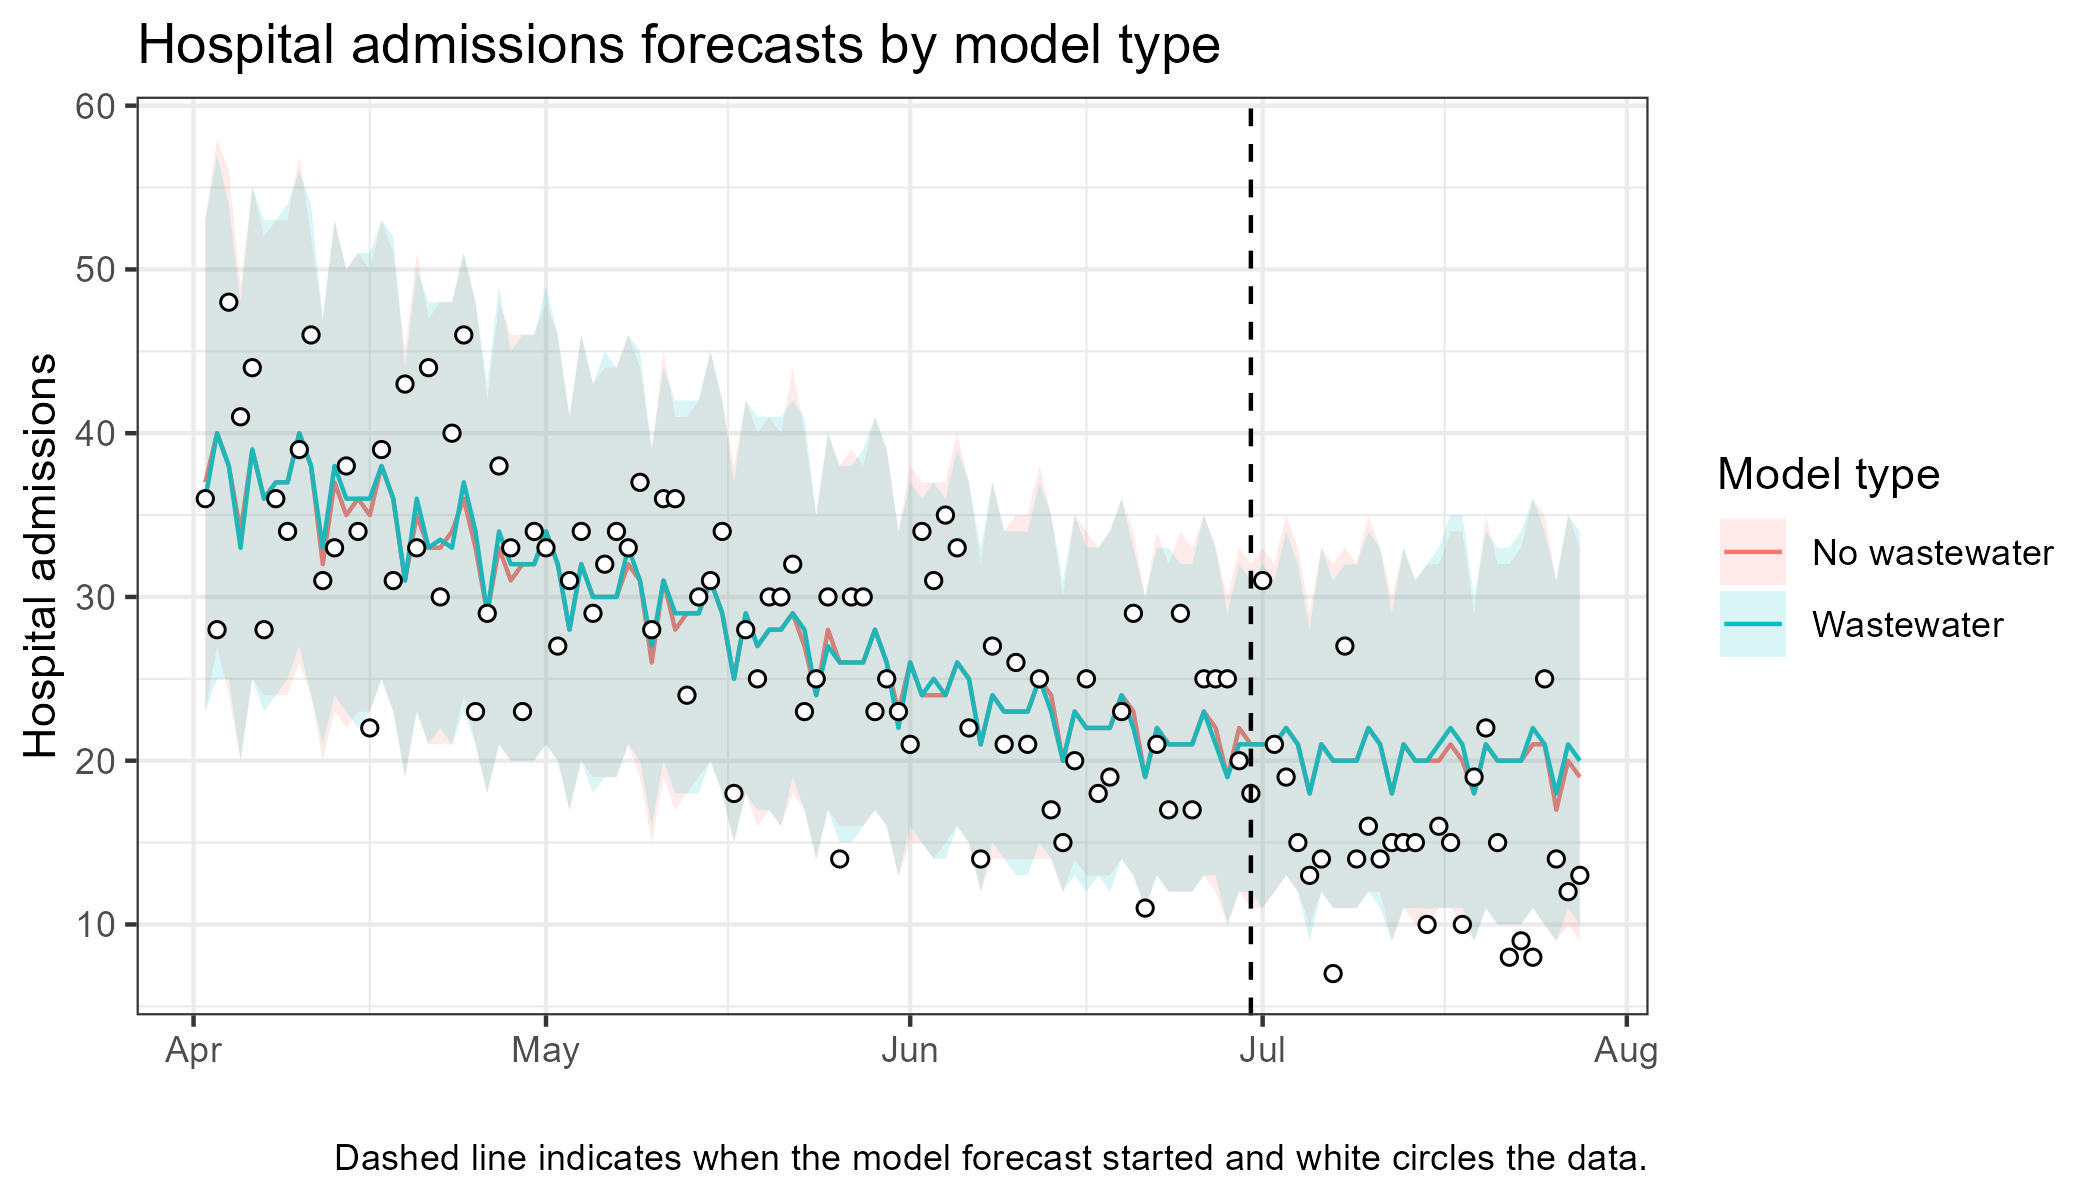 Hospital admissions forecasts by model type
Hospital admissions
60
50
40
30
20
10
Apr
May
Jun
Jul
Aug
Model type
No wastewater
Wastewater
Dashed line indicates when the model forecast started and white circles the data.